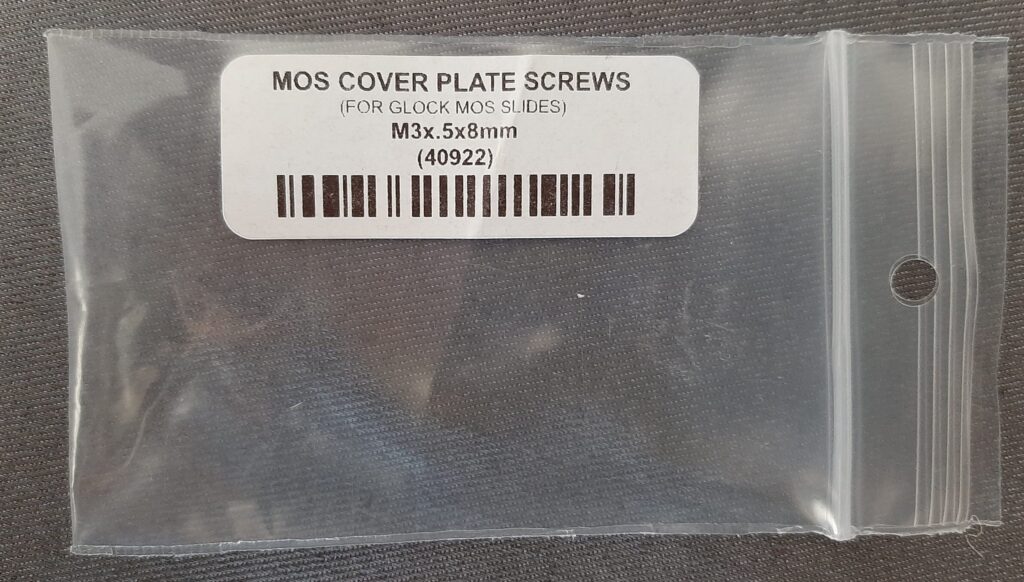 MOS COVER PLATE SCREWS
(FOR GLOCK MOS SLIDES)
M3x.5x8mm
(40922)